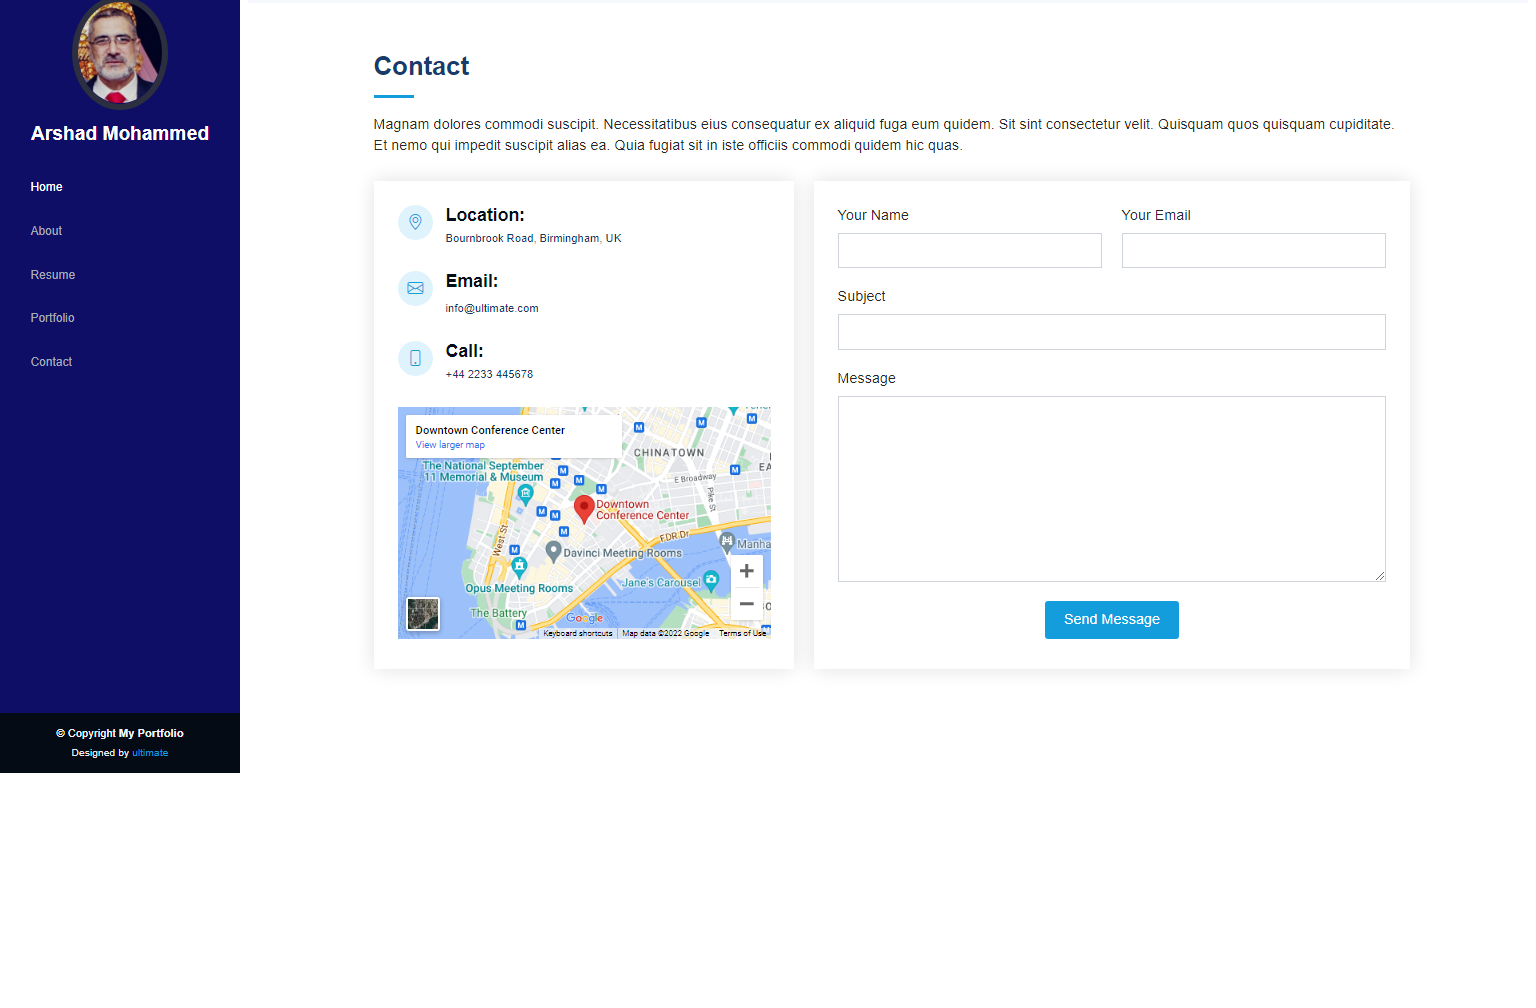 Arshad Mohammed
Home
About
Resume
Portfolio
Contact
© Copyright My Portfolio
Designed by ultimate
Contact
Magnam dolores commodi suscipit. Necessitatibus eius consequatur ex aliquid fuga eum quidem. Sit sint consectetur velit. Quisquam quos quisquam cupiditate.
Et nemo qui impedit suscipit alias ea. Quia fugiat sit in iste officiis commodi quidem hic quas.
Location:
Bournbrook Road, Birmingham, UK
Email:
info@ultimate.com
Call:
+44 2233 445678
Downtown Conference Center
View larger map
CHINATOWN
The National September
11 Memorial & Museum
E Broadway
Pike St
Downtown
Conference Center
West St
FDR Dr
Manha
Davinci Meeting Rooms
Jane's Carousel
Opus Meeting Rooms
The Battery
Google
Keyboard shortcuts
Map data ©2022 Google
Terms of Use
Your Name
Your Email
Subject
Message
Send Message